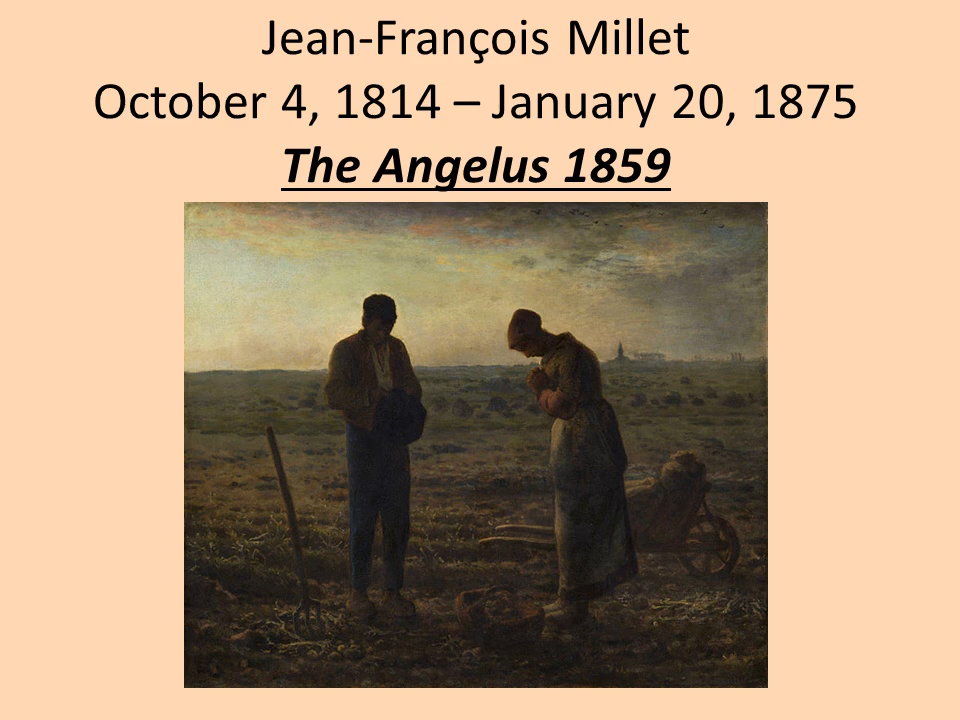 Jean-François Millet
October 4, 1814 – January 20, 1875
The Angelus 1859